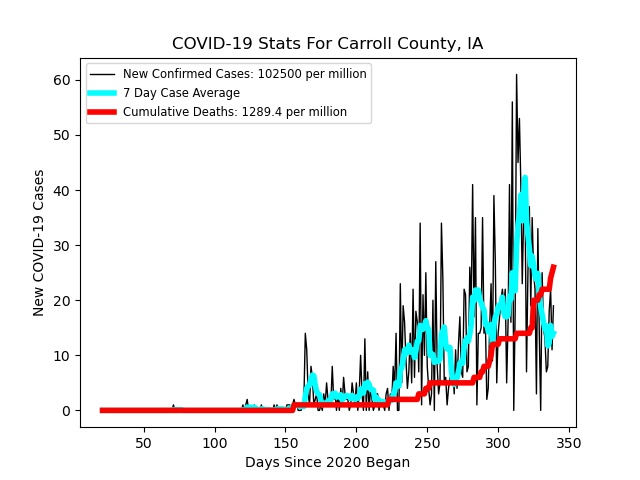 COVID-19 Stats For Carroll County, IA
New Confirmed Cases: 102500 per million
7 Day Case Average
Cumulative Deaths: 1289.4 per million
New COVID-19 Cases
60
50
40
30
20
10
0
50 100 150 200 250 300 350
Days Since 2020 Began